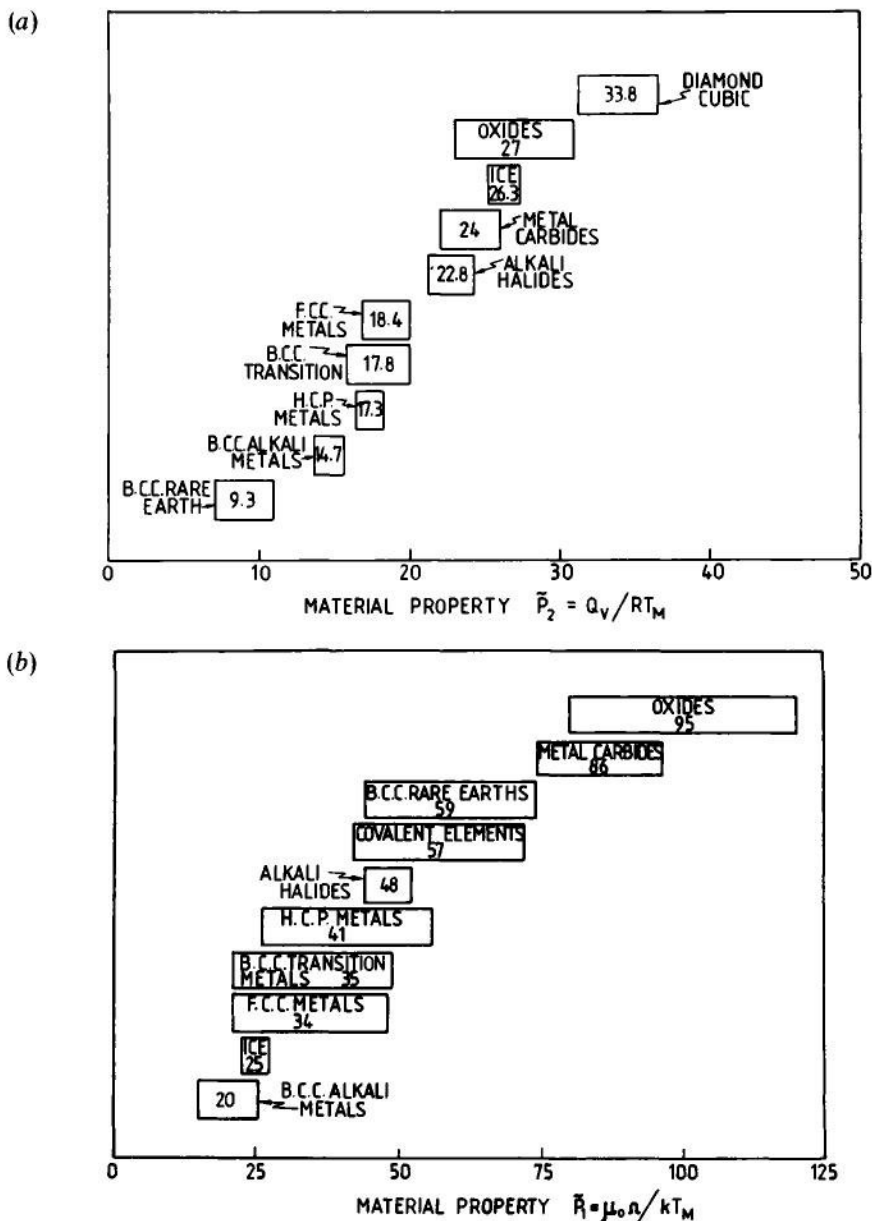 (a)
33.8
DIAMOND
CUBIC
OXIDES
27
ICE
26.3
24
METAL
CARBIDES
22.8
ALKALI
HALIDES
F.C.C.
METALS
18.4
B.C.C.
TRANSITION
17.8
H.C.P.
METALS
17.3
B.C.C.ALKALI
METALS
14.7
B.C.C.RARE
EARTH
9.3
0 10 20 30 40 50
MATERIAL PROPERTY P̃₂ = Qᵥ/RT_M
(b)
OXIDES
95
METAL CARBIDES
86
B.C.C.RARE EARTHS
59
COVALENT ELEMENTS
57
ALKALI
HALIDES
48
H.C.P. METALS
41
B.C.C.TRANSITION
METALS 35
F.C.C.METALS
34
ICE
25
20
B.C.C.ALKALI
METALS
0 25 50 75 100 125
MATERIAL PROPERTY P̃₁=μ₀Ω/kT_M